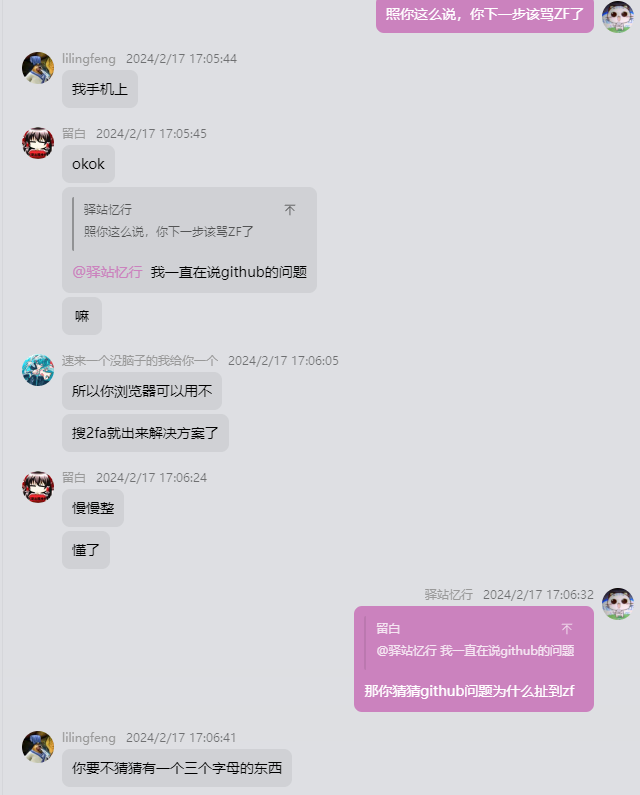 照你这么说，你下一步该骂ZF了
lilingfeng 2024/2/17 17:05:44
我手机上
留白 2024/2/17 17:05:45
okok
驿站忆行
照你这么说，你下一步该骂ZF了
@驿站忆行 我一直在说github的问题
嘛
速来一个没脑子的我给你一个 2024/2/17 17:06:05
所以你浏览器可以用不
搜2fa就出来解决方案了
留白 2024/2/17 17:06:24
慢慢整
懂了
驿站忆行 2024/2/17 17:06:32
留白
@驿站忆行 我一直在说github的问题
那你猜猜github问题为什么扯到zf
lilingfeng 2024/2/17 17:06:41
你要不猜猜有一个三个字母的东西